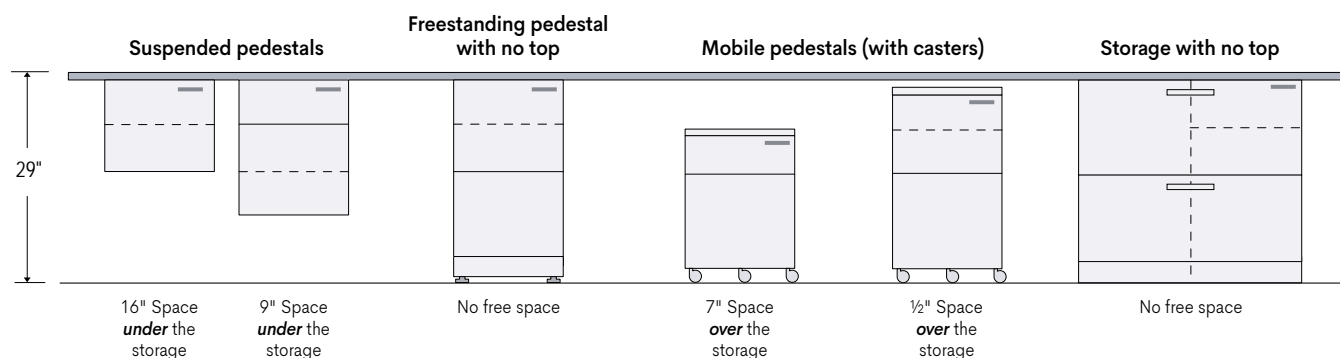 Suspended pedestals
Freestanding pedestal
with no top
Mobile pedestals (with casters)
Storage with no top
29"
16" Space
under the
storage
9" Space
under the
storage
No free space
7" Space
over the
storage
½" Space
over the
storage
No free space